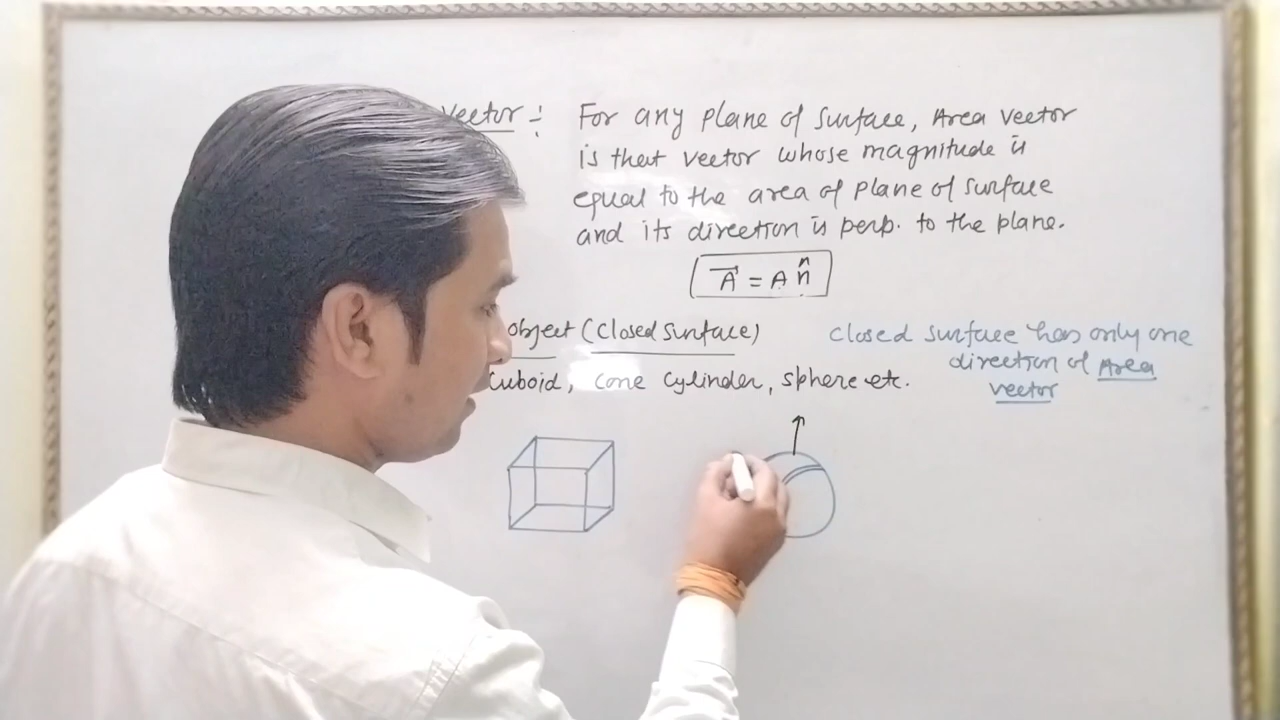 Vector :- For any plane of surface, Area vector
is that vector whose magnitude is
equal to the area of plane of surface
and its direction is perp. to the plane.
A⃗ = A n̂
object (closed surface)
closed surface has only one
direction of Area
vector
cuboid, cone cylinder, sphere etc.